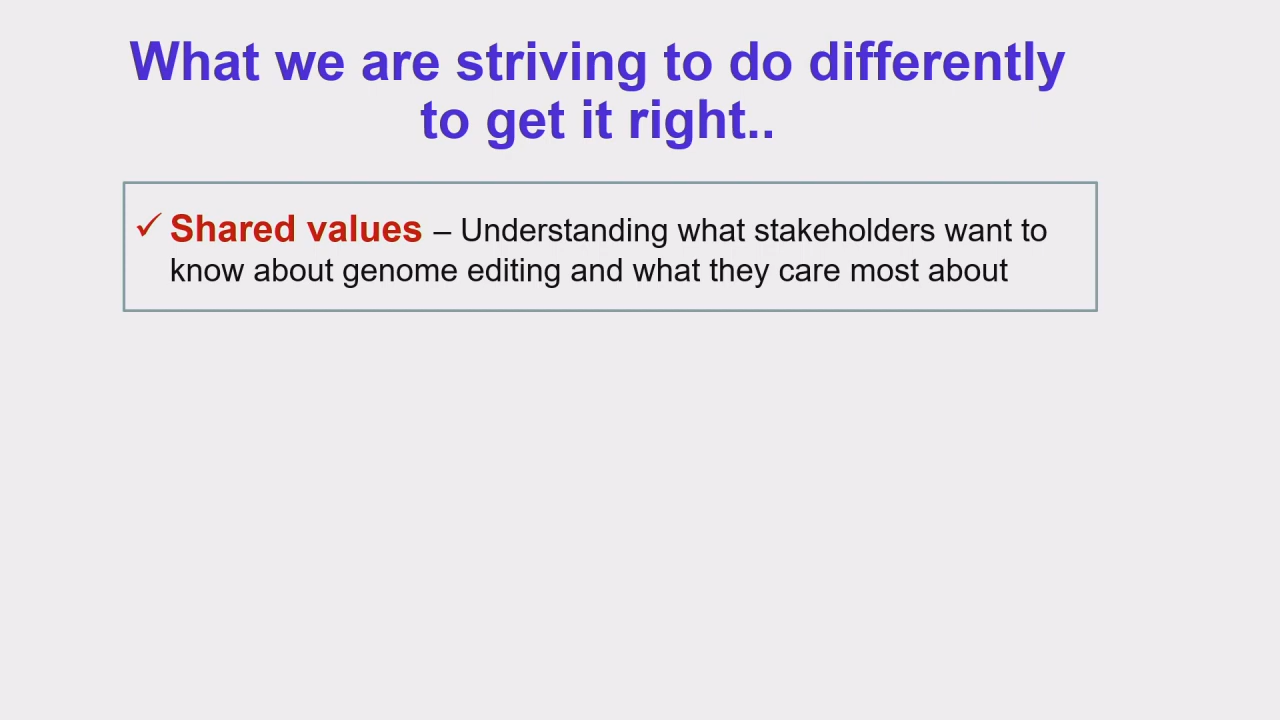 What we are striving to do differently
to get it right..
✓ Shared values – Understanding what stakeholders want to
know about genome editing and what they care most about